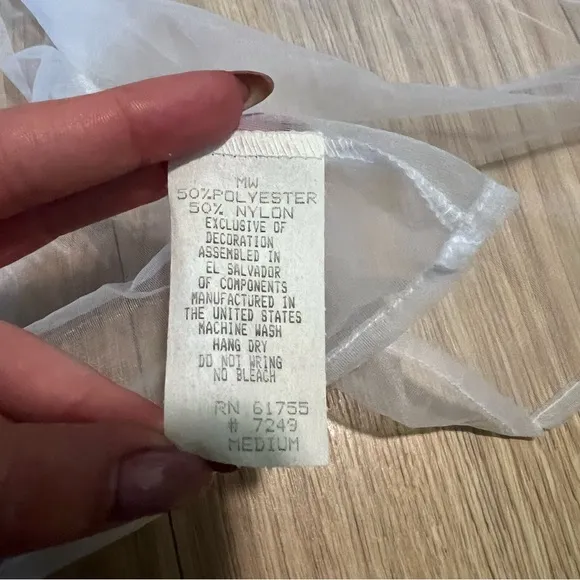 MW
50%POLYESTER
50% NYLON
EXCLUSIVE OF
DECORATION
ASSEMBLED IN
EL SALVADOR
OF COMPONENTS
MANUFACTURED IN
THE UNITED STATES
MACHINE WASH
HANG DRY
DO NOT WRING
NO BLEACH
RN 61755
# 7249
MEDIUM